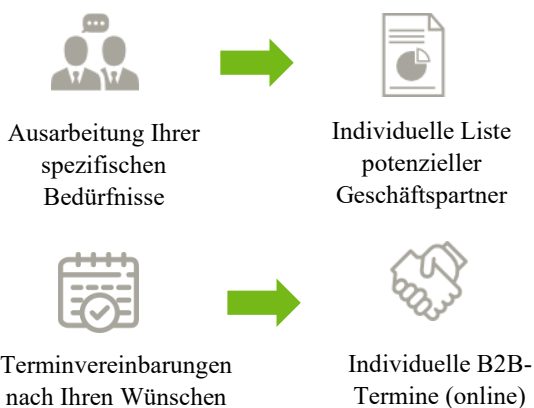 Ausarbeitung Ihrer
spezifischen
Bedürfnisse
Individuelle Liste
potenzieller
Geschäftspartner
Terminvereinbarungen
nach Ihren Wünschen
Individuelle B2B-
Termine (online)